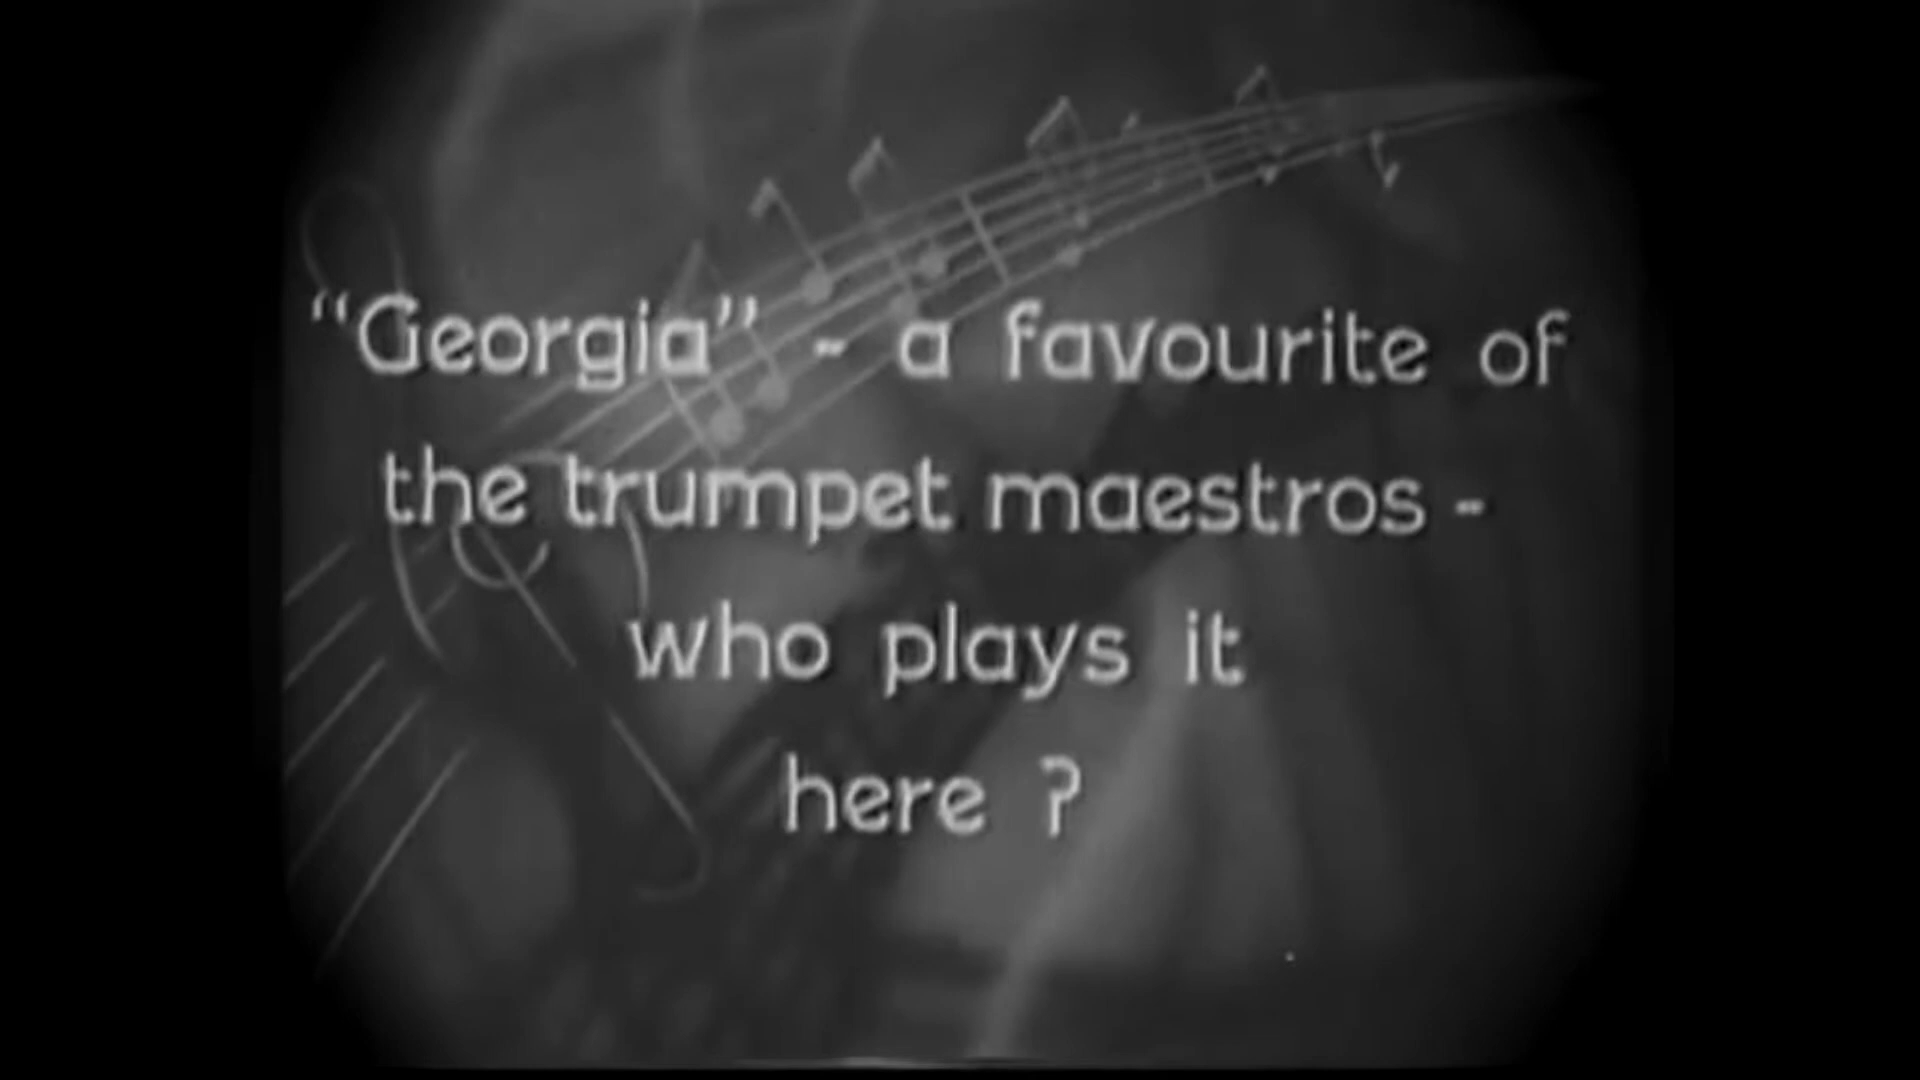 "Georgia" - a favourite of
the trumpet maestros -
who plays it
here ?